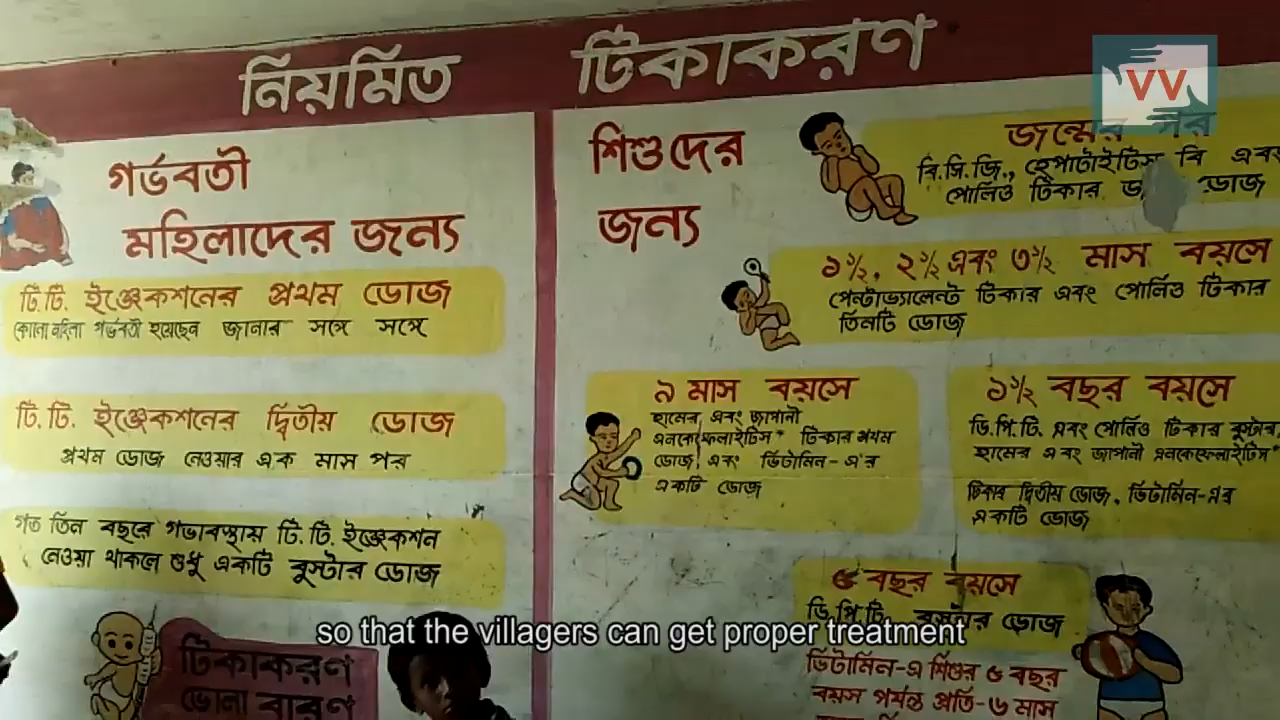 নিয়মিত টিকাকরণ
গর্ভবতী
মহিলাদের জন্য
টি.টি. ইঞ্জেকশনের প্রথম ডোজ
কোনো মহিলা গর্ভবতী হয়েছেন জানার সঙ্গে সঙ্গে
টি.টি. ইঞ্জেকশনের দ্বিতীয় ডোজ
প্রথম ডোজ নেওয়ার এক মাস পর
গত তিন বছরে গর্ভাবস্থায় টি.টি. ইঞ্জেকশন
নেওয়া থাকলে শুধু একটি বুস্টার ডোজ
টিকাকরণ
ভোলা বারণ
শিশুদের
জন্য
জন্মের পর
বি.সি.জি., হেপাটাইটিস বি এবং
পোলিও টিকার ডোজ
১½, ২½ এবং ৩½ মাস বয়সে
পেন্টাভ্যালেন্ট টিকার এবং পোলিও টিকার
তিনটি ডোজ
৯ মাস বয়সে
হামের এবং জাপানী
এনকেফেলাইটিস* টিকার প্রথম
ডোজ, এবং ভিটামিন-এ'র
একটি ডোজ
১½ বছর বয়সে
ডি.পি.টি. এবং পোলিও টিকার বুস্টার,
হামের এবং জাপানী এনকেফেলাইটিস*
টিকার দ্বিতীয় ডোজ, ভিটামিন-এর
একটি ডোজ
৫ বছর বয়সে
ডি.পি.টি. বুস্টার ডোজ
ভিটামিন-এ শিশুর ৫ বছর
বয়স পর্যন্ত প্রতি ৬ মাস
VV
so that the villagers can get proper treatment